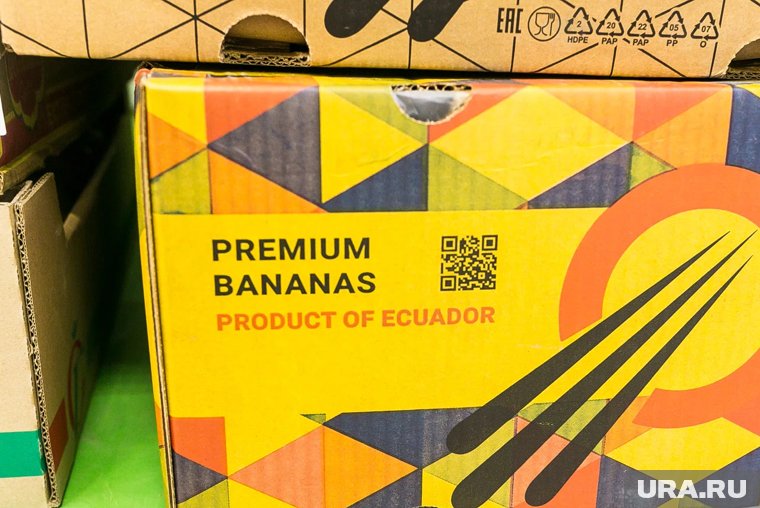 EAC
2
HDPE
20
PAP
22
PAP
05
PP
07
O
PREMIUM
BANANAS
PRODUCT OF ECUADOR
URA.RU